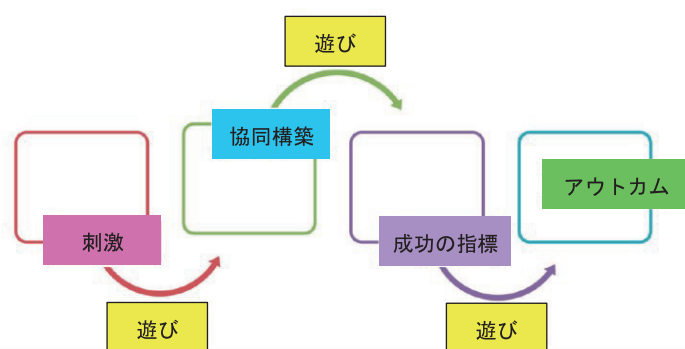 遊び
協同構築
アウトカム
刺激
成功の指標
遊び
遊び